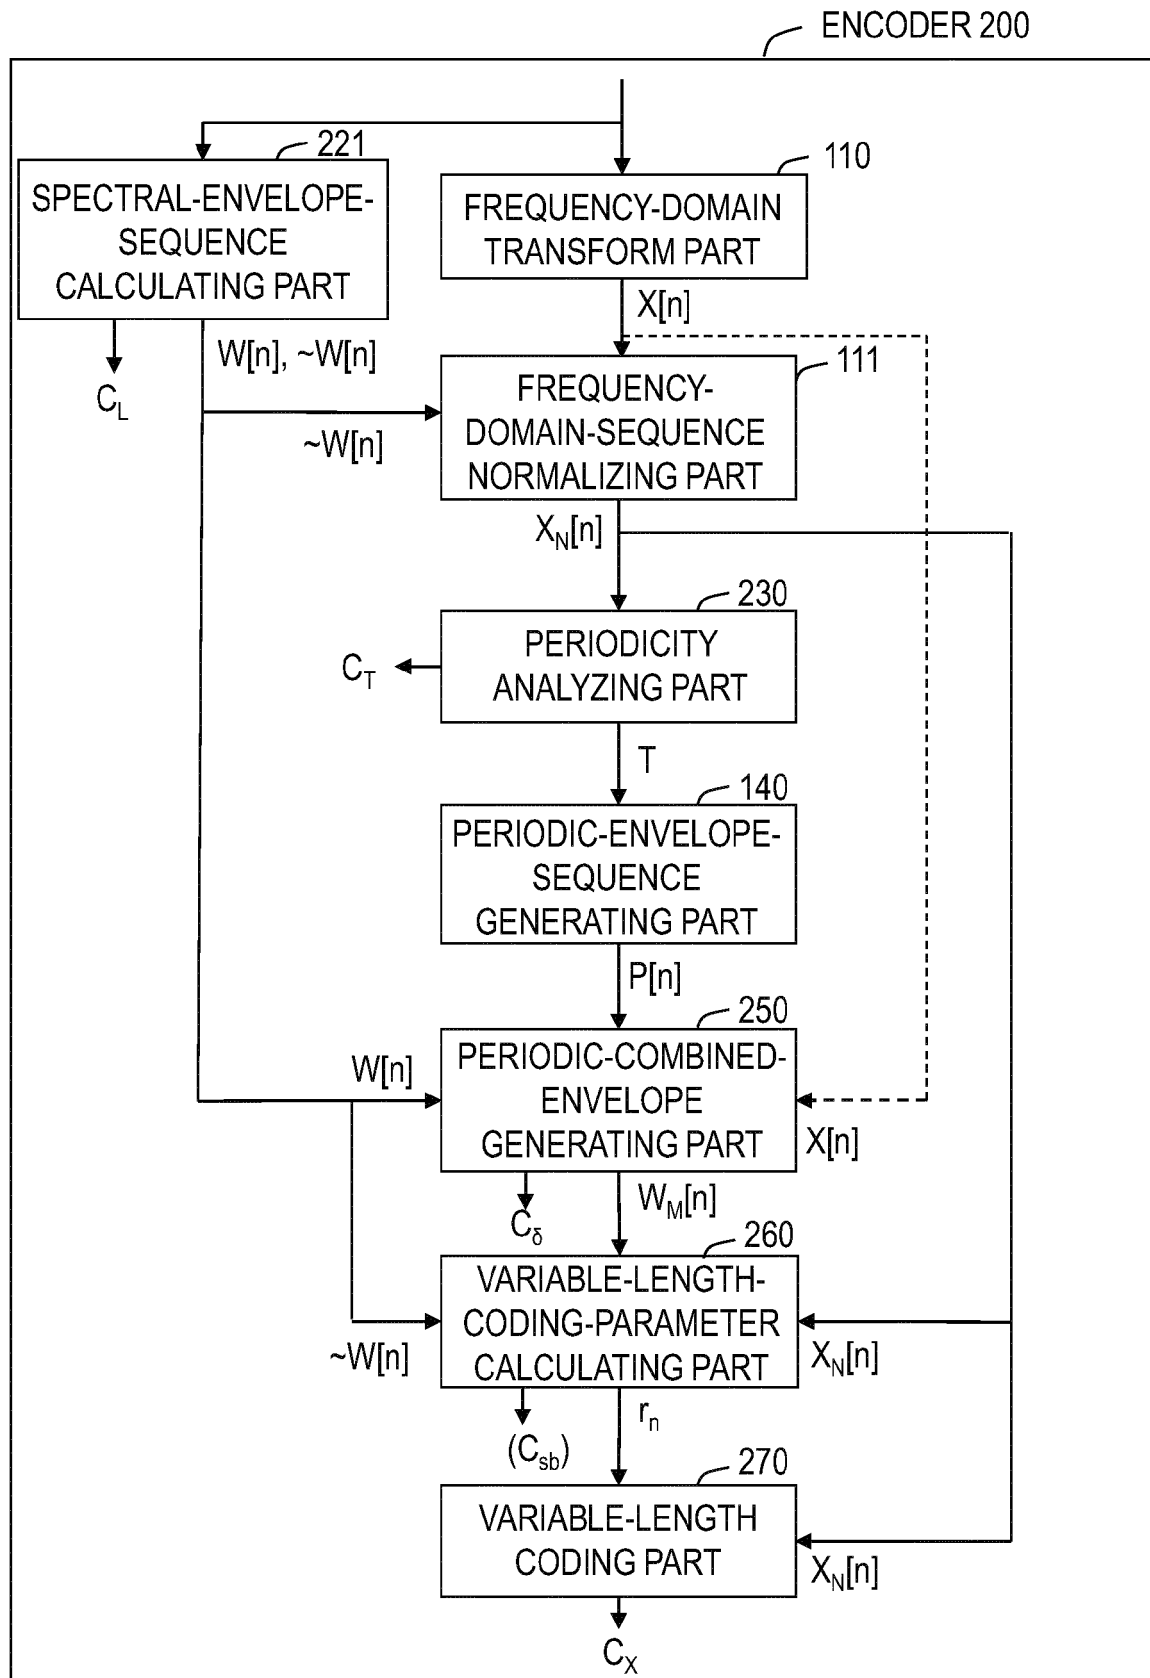 ENCODER 200
221
SPECTRAL-ENVELOPE-
SEQUENCE
CALCULATING PART
110
FREQUENCY-DOMAIN
TRANSFORM PART
X[n]
W[n], ~W[n]
C_L
~W[n]
111
FREQUENCY-
DOMAIN-SEQUENCE
NORMALIZING PART
X_N[n]
230
PERIODICITY
ANALYZING PART
C_T
T
140
PERIODIC-ENVELOPE-
SEQUENCE
GENERATING PART
P[n]
250
PERIODIC-COMBINED-
ENVELOPE
GENERATING PART
W[n]
X[n]
C_δ
W_M[n]
260
VARIABLE-LENGTH-
CODING-PARAMETER
CALCULATING PART
~W[n]
X_N[n]
(C_sb)
r_n
270
VARIABLE-LENGTH
CODING PART
X_N[n]
C_X